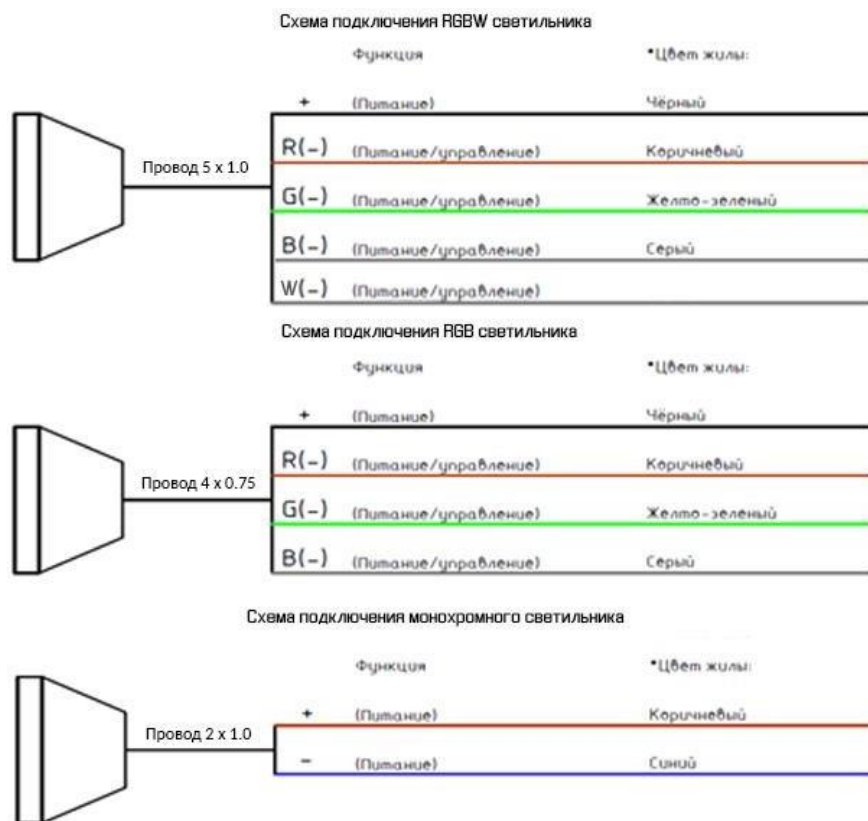 Схема подключения RGBW светильника
Функция *Цвет жилы:
+ (Питание) Чёрный
R(-) (Питание/управление) Коричневый
Провод 5 x 1.0
G(-) (Питание/управление) Желто-зеленый
B(-) (Питание/управление) Серый
W(-) (Питание/управление)
Схема подключения RGB светильника
Функция *Цвет жилы:
+ (Питание) Чёрный
R(-) (Питание/управление) Коричневый
Провод 4 x 0.75
G(-) (Питание/управление) Желто-зеленый
B(-) (Питание/управление) Серый
Схема подключения монохромного светильника
Функция *Цвет жилы:
+ (Питание) Коричневый
Провод 2 x 1.0
- (Питание) Синий